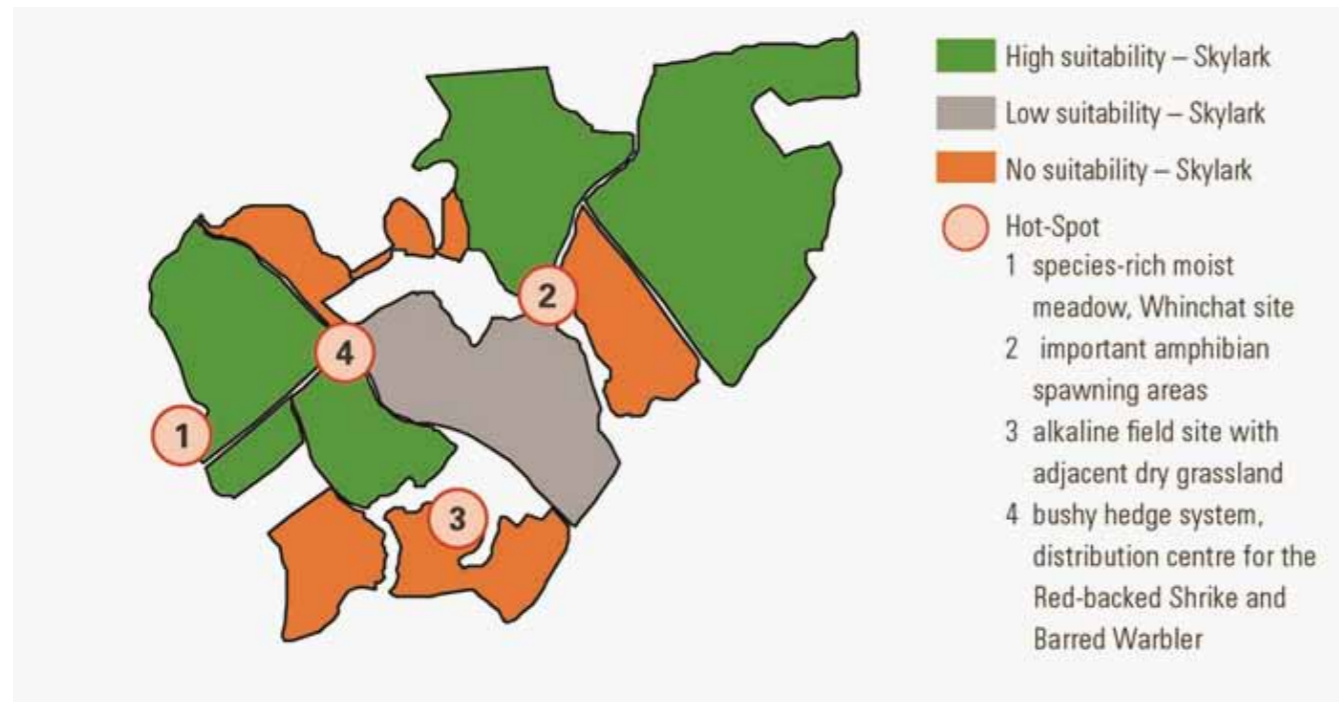 High suitability – Skylark
Low suitability – Skylark
No suitability – Skylark
Hot-Spot
1 species-rich moist
meadow, Whinchat site
2 important amphibian
spawning areas
3 alkaline field site with
adjacent dry grassland
4 bushy hedge system,
distribution centre for the
Red-backed Shrike and
Barred Warbler
2
4
1
3